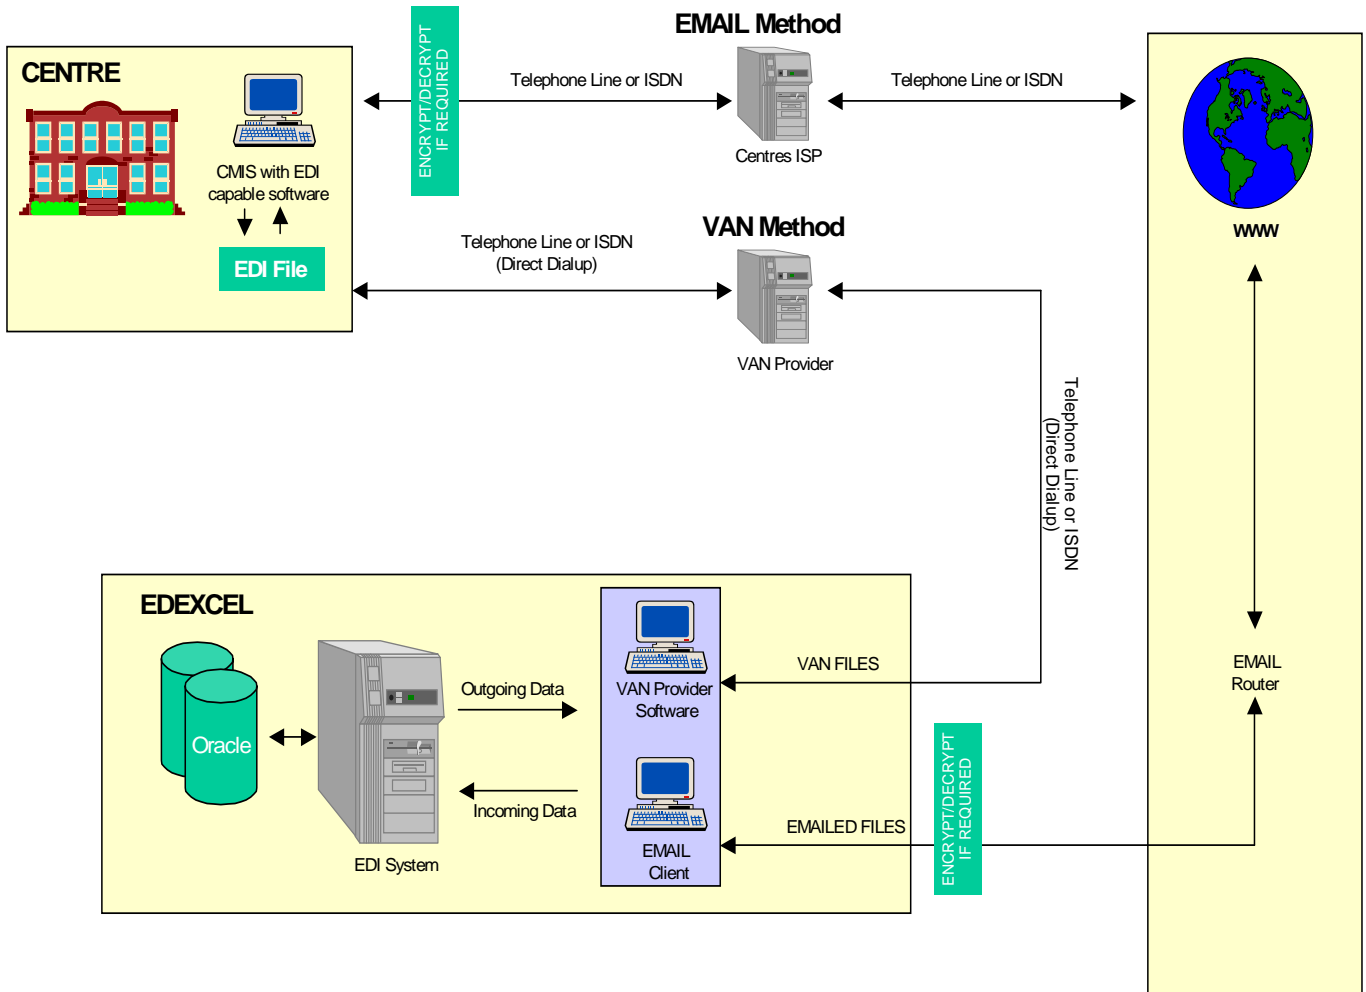 EMAIL Method
CENTRE
ENCRYPT/DECRYPT
IF REQUIRED
Telephone Line or ISDN
Telephone Line or ISDN
Centres ISP
CMIS with EDI
capable software
EDI File
VAN Method
Telephone Line or ISDN
(Direct Dialup)
VAN Provider
www
Telephone Line or ISDN
(Direct Dialup)
EDEXCEL
Oracle
EDI System
Outgoing Data
Incoming Data
VAN Provider
Software
EMAIL
Client
VAN FILES
EMAILED FILES
ENCRYPT/DECRYPT
IF REQUIRED
EMAIL
Router